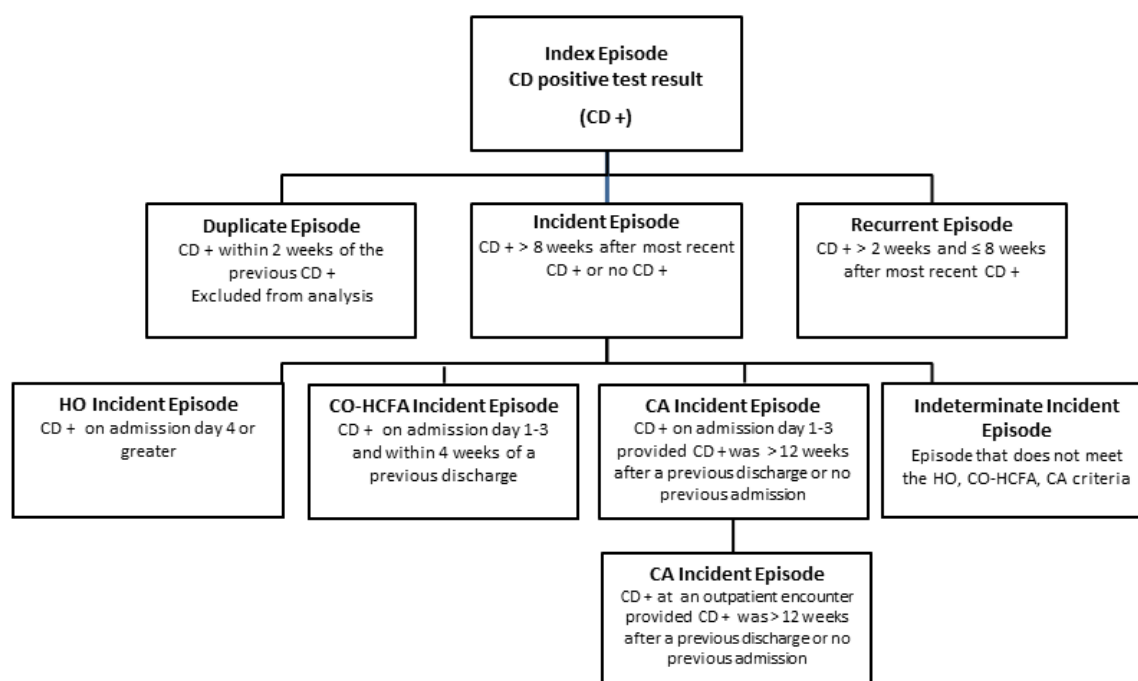 Index Episode
CD positive test result
(CD +)
Duplicate Episode
CD + within 2 weeks of the
previous CD +
Excluded from analysis
Incident Episode
CD + > 8 weeks after most recent
CD + or no CD +
Recurrent Episode
CD + > 2 weeks and ≤ 8 weeks
after most recent CD +
HO Incident Episode
CD + on admission day 4 or
greater
CO-HCFA Incident Episode
CD + on admission day 1-3
and within 4 weeks of a
previous discharge
CA Incident Episode
CD + on admission day 1-3
provided CD + was > 12 weeks
after a previous discharge or no
previous admission
Indeterminate Incident
Episode
Episode that does not meet
the HO, CO-HCFA, CA criteria
CA Incident Episode
CD + at an outpatient encounter
provided CD + was > 12 weeks
after a previous discharge or no
previous admission